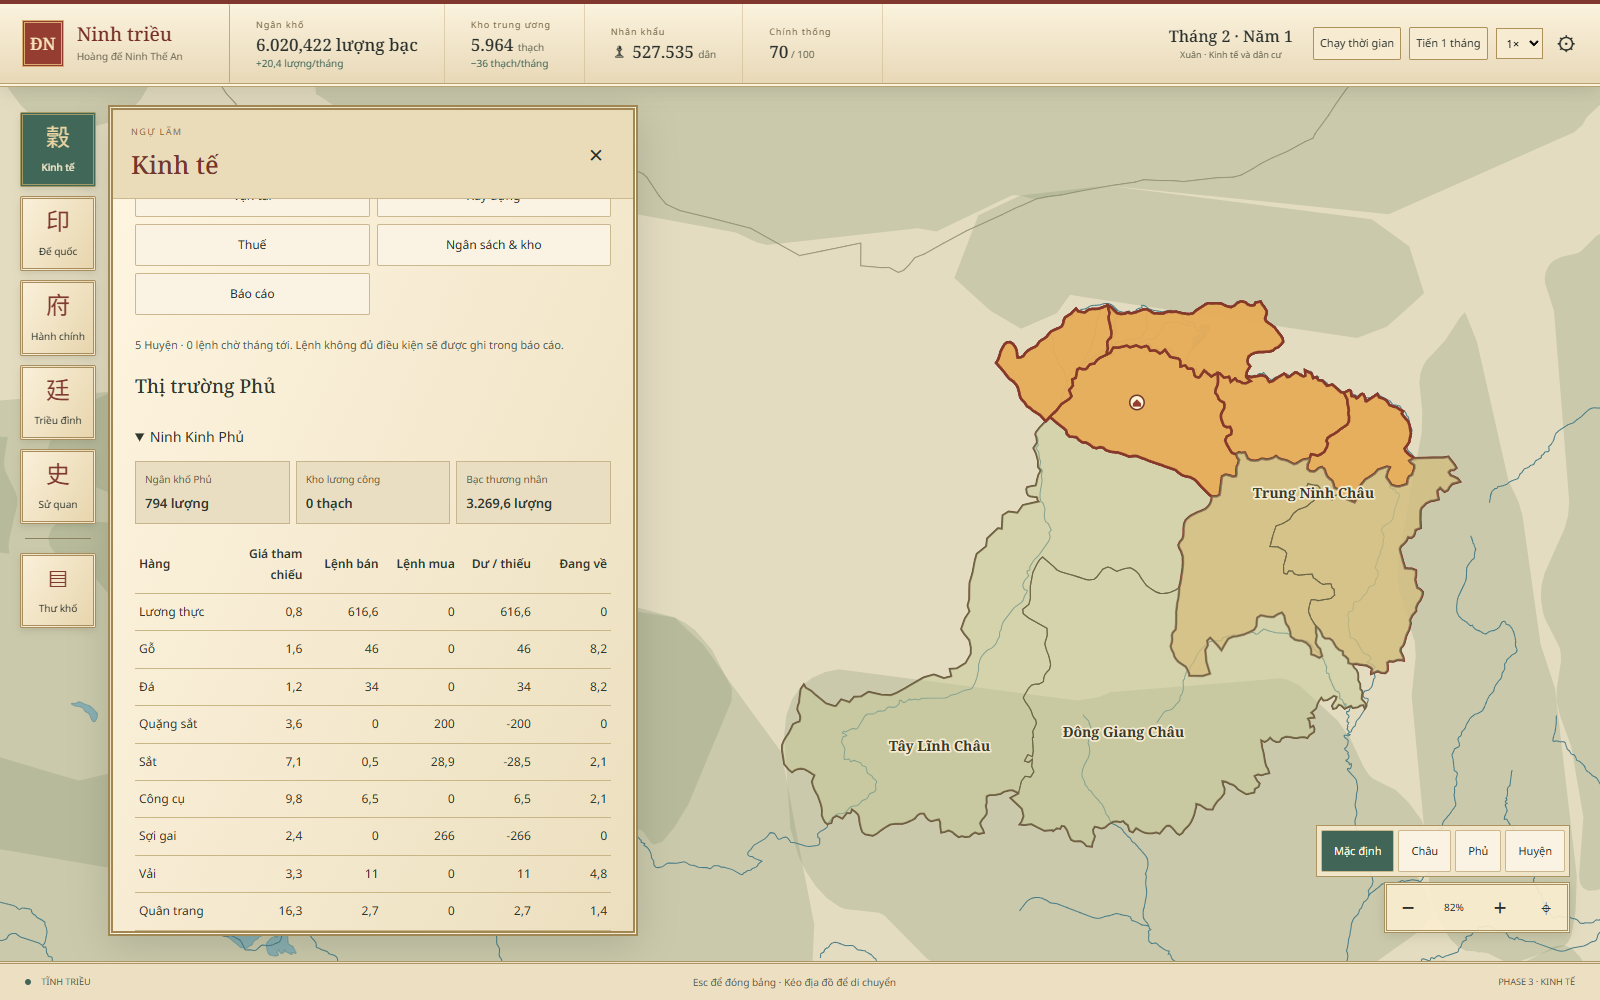 ĐN
Ninh triều
Hoàng đế Ninh Thế An
Ngân khố
6.020,422 lượng bạc
+20,4 lượng/tháng
Kho trung ương
5.964 thạch
−36 thạch/tháng
Nhân khẩu
527.535 dân
Chính thống
70 / 100
Tháng 2 · Năm 1
Xuân · Kinh tế và dân cư
Chạy thời gian
Tiến 1 tháng
1×
穀
Kinh tế
印
Đế quốc
府
Hành chính
廷
Triều đình
史
Sử quan
Thư khố
NGỰ LÃM
Kinh tế
Thuế
Ngân sách & kho
Báo cáo
5 Huyện · 0 lệnh chờ tháng tới. Lệnh không đủ điều kiện sẽ được ghi trong báo cáo.
Thị trường Phủ
▼ Ninh Kinh Phủ
Ngân khố Phủ
794 lượng
Kho lương công
0 thạch
Bạc thương nhân
3.269,6 lượng
Hàng Giá tham chiếu Lệnh bán Lệnh mua Dư / thiếu Đang về
Lương thực 0,8 616,6 0 616,6 0
Gỗ 1,6 46 0 46 8,2
Đá 1,2 34 0 34 8,2
Quặng sắt 3,6 0 200 -200 0
Sắt 7,1 0,5 28,9 -28,5 2,1
Công cụ 9,8 6,5 0 6,5 2,1
Sợi gai 2,4 0 266 -266 0
Vải 3,3 11 0 11 4,8
Quân trang 16,3 2,7 0 2,7 1,4
Trung Ninh Châu
Tây Lĩnh Châu
Đông Giang Châu
Mặc định
Châu
Phủ
Huyện
− 82% +
TĨNH TRIỀU
Esc để đóng bảng · Kéo địa đồ để di chuyển
PHASE 3 · KINH TẾ